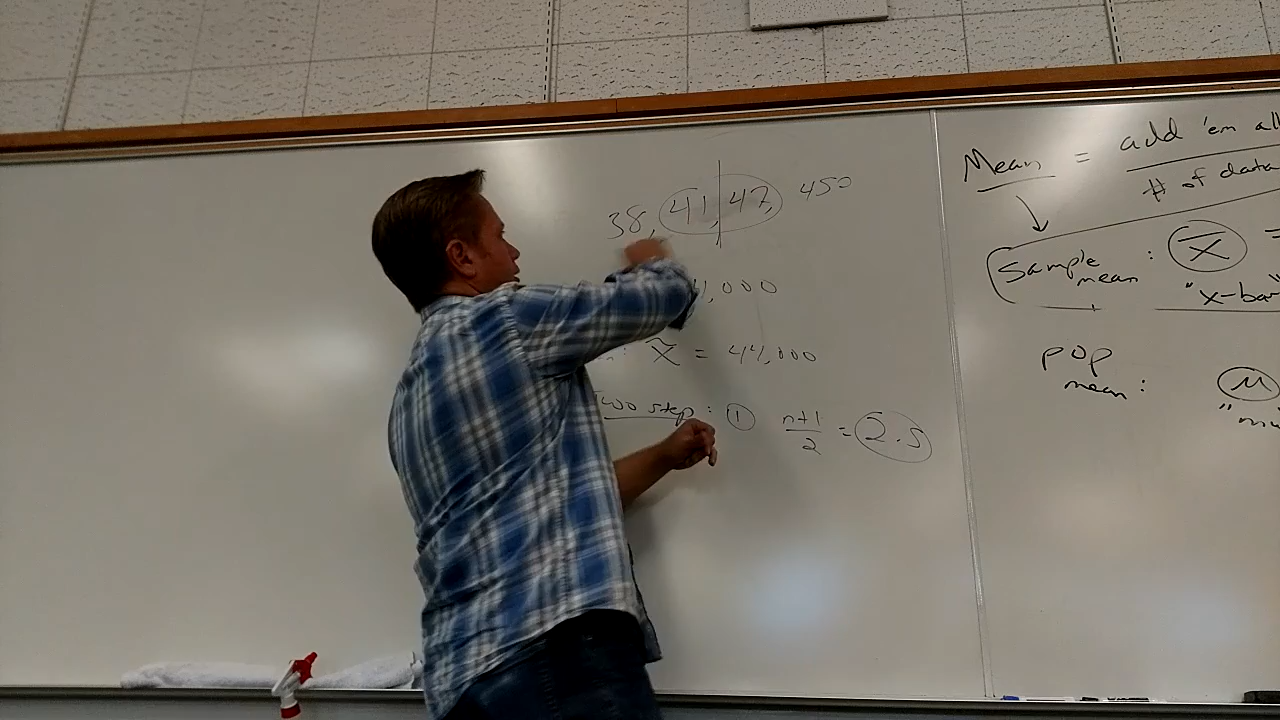 38, 41, 47, 450
,000
x̃ = 44,000
Two step: ① n+1/2 = 2.5
Mean = add 'em all
# of data
Sample mean : x̄ =
"x-bar"
pop mean: μ
"mu